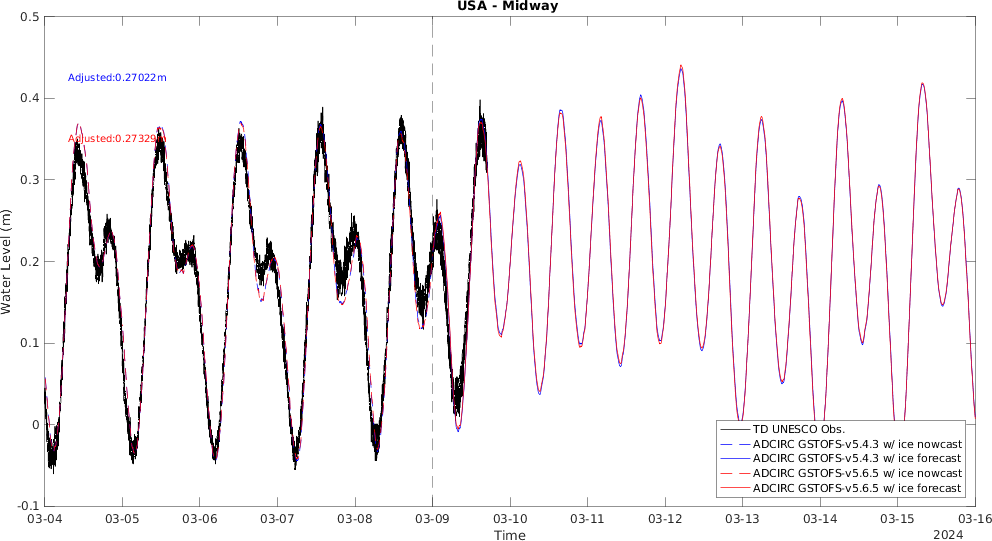 USA - Midway
0.5
0.4
0.3
0.2
0.1
0
-0.1
Water Level (m)
Adjusted:0.27022m
Adjusted:0.27329m
TD UNESCO Obs.
ADCIRC GSTOFS-v5.4.3 w/ ice nowcast
ADCIRC GSTOFS-v5.4.3 w/ ice forecast
ADCIRC GSTOFS-v5.6.5 w/ ice nowcast
ADCIRC GSTOFS-v5.6.5 w/ ice forecast
03-04 03-05 03-06 03-07 03-08 03-09 03-10 03-11 03-12 03-13 03-14 03-15 03-16
Time
2024